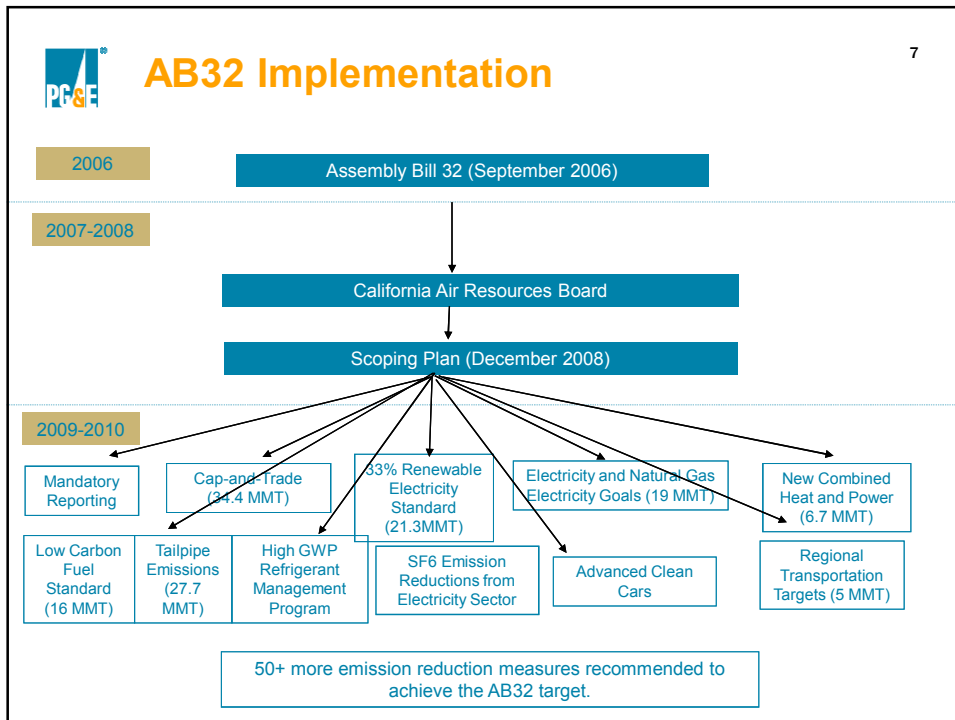 7
PG&E®
AB32 Implementation
2006
Assembly Bill 32 (September 2006)
2007-2008
California Air Resources Board
Scoping Plan (December 2008)
2009-2010
Mandatory
Reporting
Cap-and-Trade
(34.4 MMT)
33% Renewable
Electricity
Standard
(21.3MMT)
Electricity and Natural Gas
Electricity Goals (19 MMT)
New Combined
Heat and Power
(6.7 MMT)
Low Carbon
Fuel
Standard
(16 MMT)
Tailpipe
Emissions
(27.7
MMT)
High GWP
Refrigerant
Management
Program
SF6 Emission
Reductions from
Electricity Sector
Advanced Clean
Cars
Regional
Transportation
Targets (5 MMT)
50+ more emission reduction measures recommended to
achieve the AB32 target.